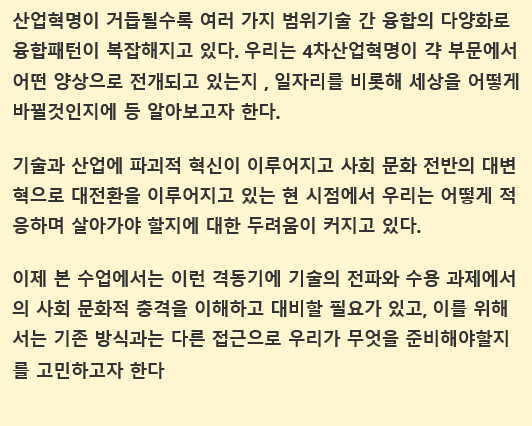 산업혁명이 거듭될수록 여러 가지 범위기술 간 융합의 다양화로
융합패턴이 복잡해지고 있다. 우리는 4차산업혁명이 갹 부문에서
어떤 양상으로 전개되고 있는지 , 일자리를 비롯해 세상을 어떻게
바뀔것인지에 등 알아보고자 한다.
기술과 산업에 파괴적 혁신이 이루어지고 사회 문화 전반의 대변
혁으로 대전환을 이루어지고 있는 현 시점에서 우리는 어떻게 적
응하며 살아가야 할지에 대한 두려움이 커지고 있다.
이제 본 수업에서는 이런 격동기에 기술의 전파와 수용 과제에서
의 사회 문화적 충격을 이해하고 대비할 필요가 있고, 이를 위해
서는 기존 방식과는 다른 접근으로 우리가 무엇을 준비해야할지
를 고민하고자 한다